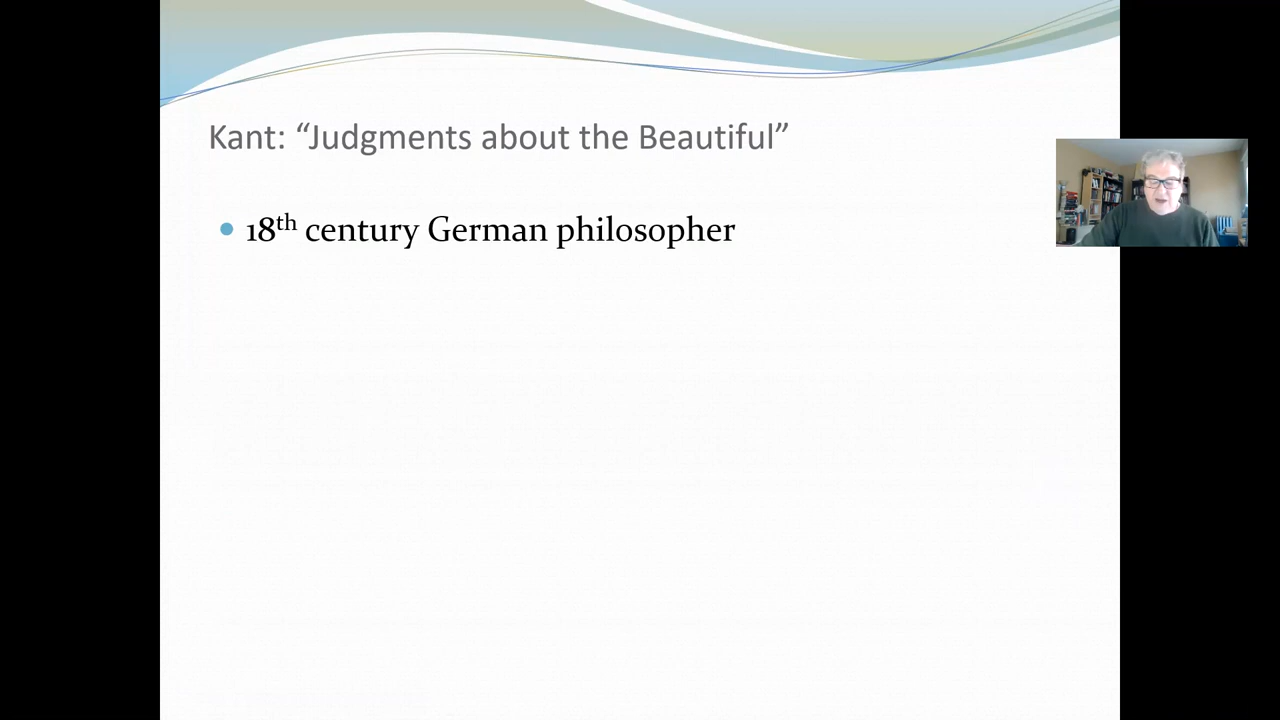 Kant: “Judgments about the Beautiful”
18th century German philosopher